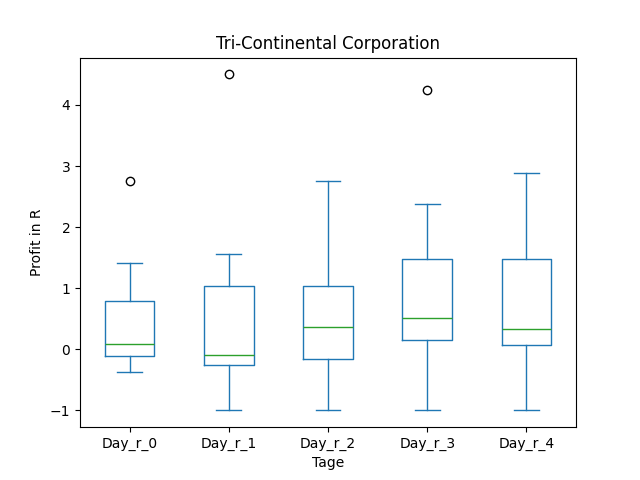 Tri-Continental Corporation
Profit in R
4
3
2
1
0
−1
Day_r_0 Day_r_1 Day_r_2 Day_r_3 Day_r_4
Tage